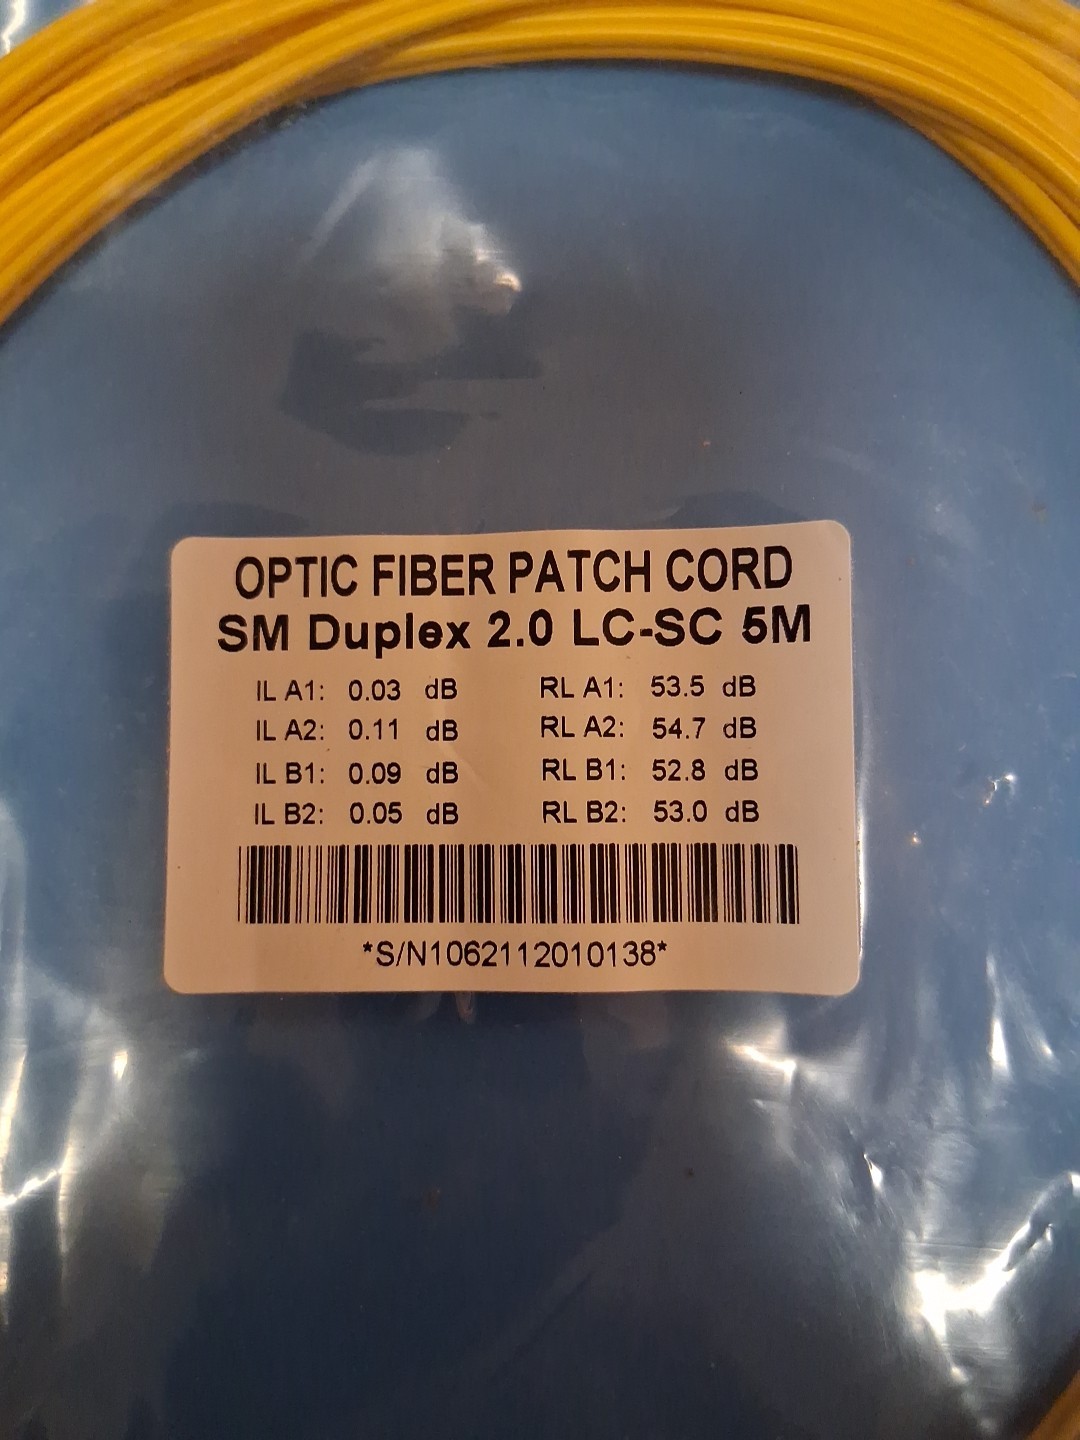 OPTIC FIBER PATCH CORD
SM Duplex 2.0 LC-SC 5M
IL A1: 0.03 dB RL A1: 53.5 dB
IL A2: 0.11 dB RL A2: 54.7 dB
IL B1: 0.09 dB RL B1: 52.8 dB
IL B2: 0.05 dB RL B2: 53.0 dB
*S/N1062112010138*